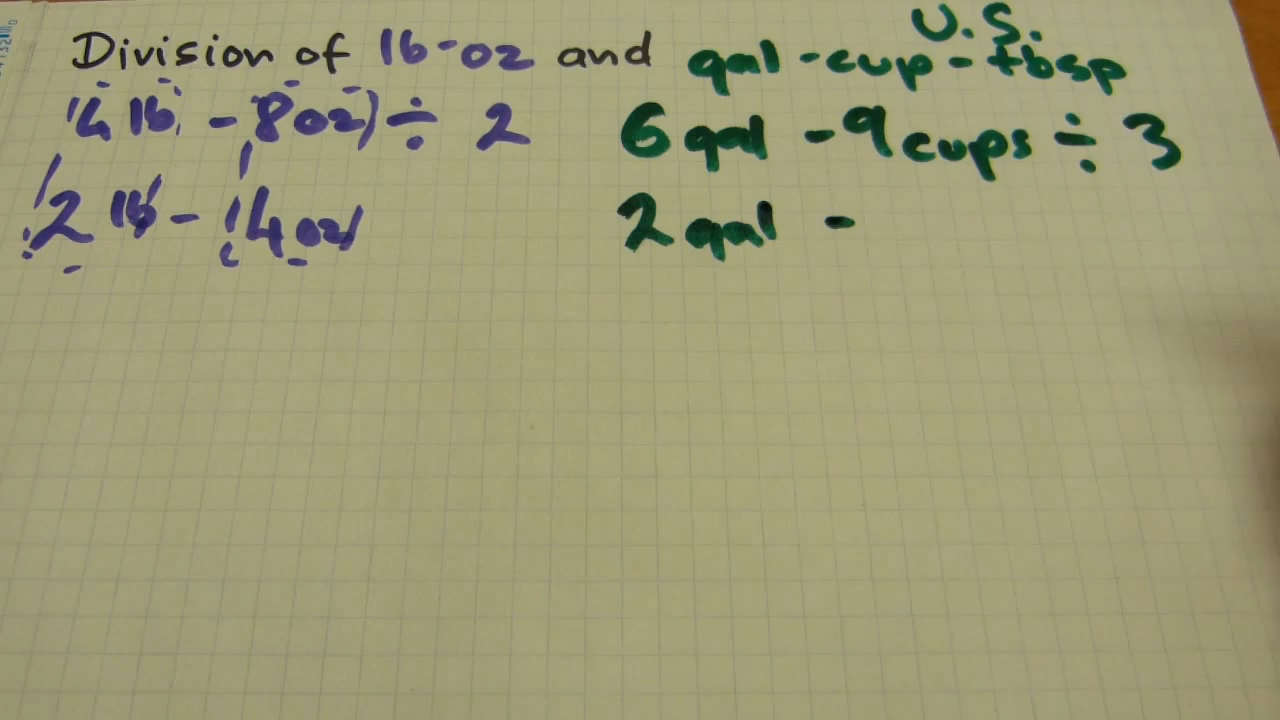 U.S.
Division of lb-oz and gal-cup-tbsp
(4 lb - 8 oz) ÷ 2
2 lb - 4 oz
6 gal - 9 cups ÷ 3
2 gal -